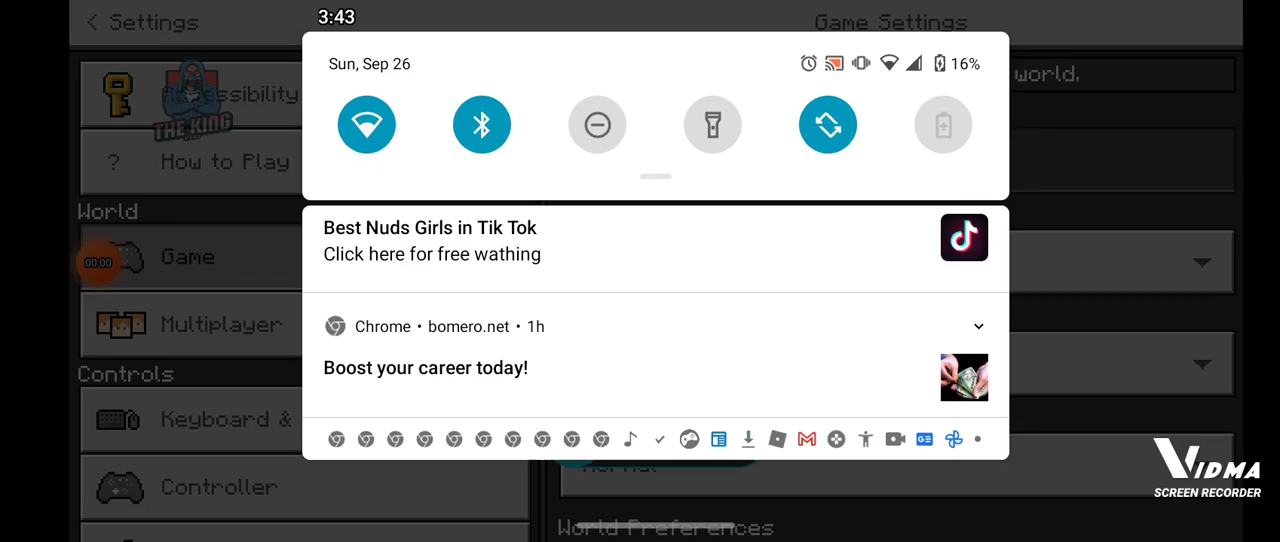 3:43
Settings
Game Settings
Sun, Sep 26
16%
world.
Accessibility
THE KING
? How to Play
World
Best Nuds Girls in Tik Tok
Click here for free wathing
Game
00:00
Chrome • bomero.net • 1h
Multiplayer
Boost your career today!
Controls
Keyboard &
Normal
VIDMA
SCREEN RECORDER
Controller
World Preferences